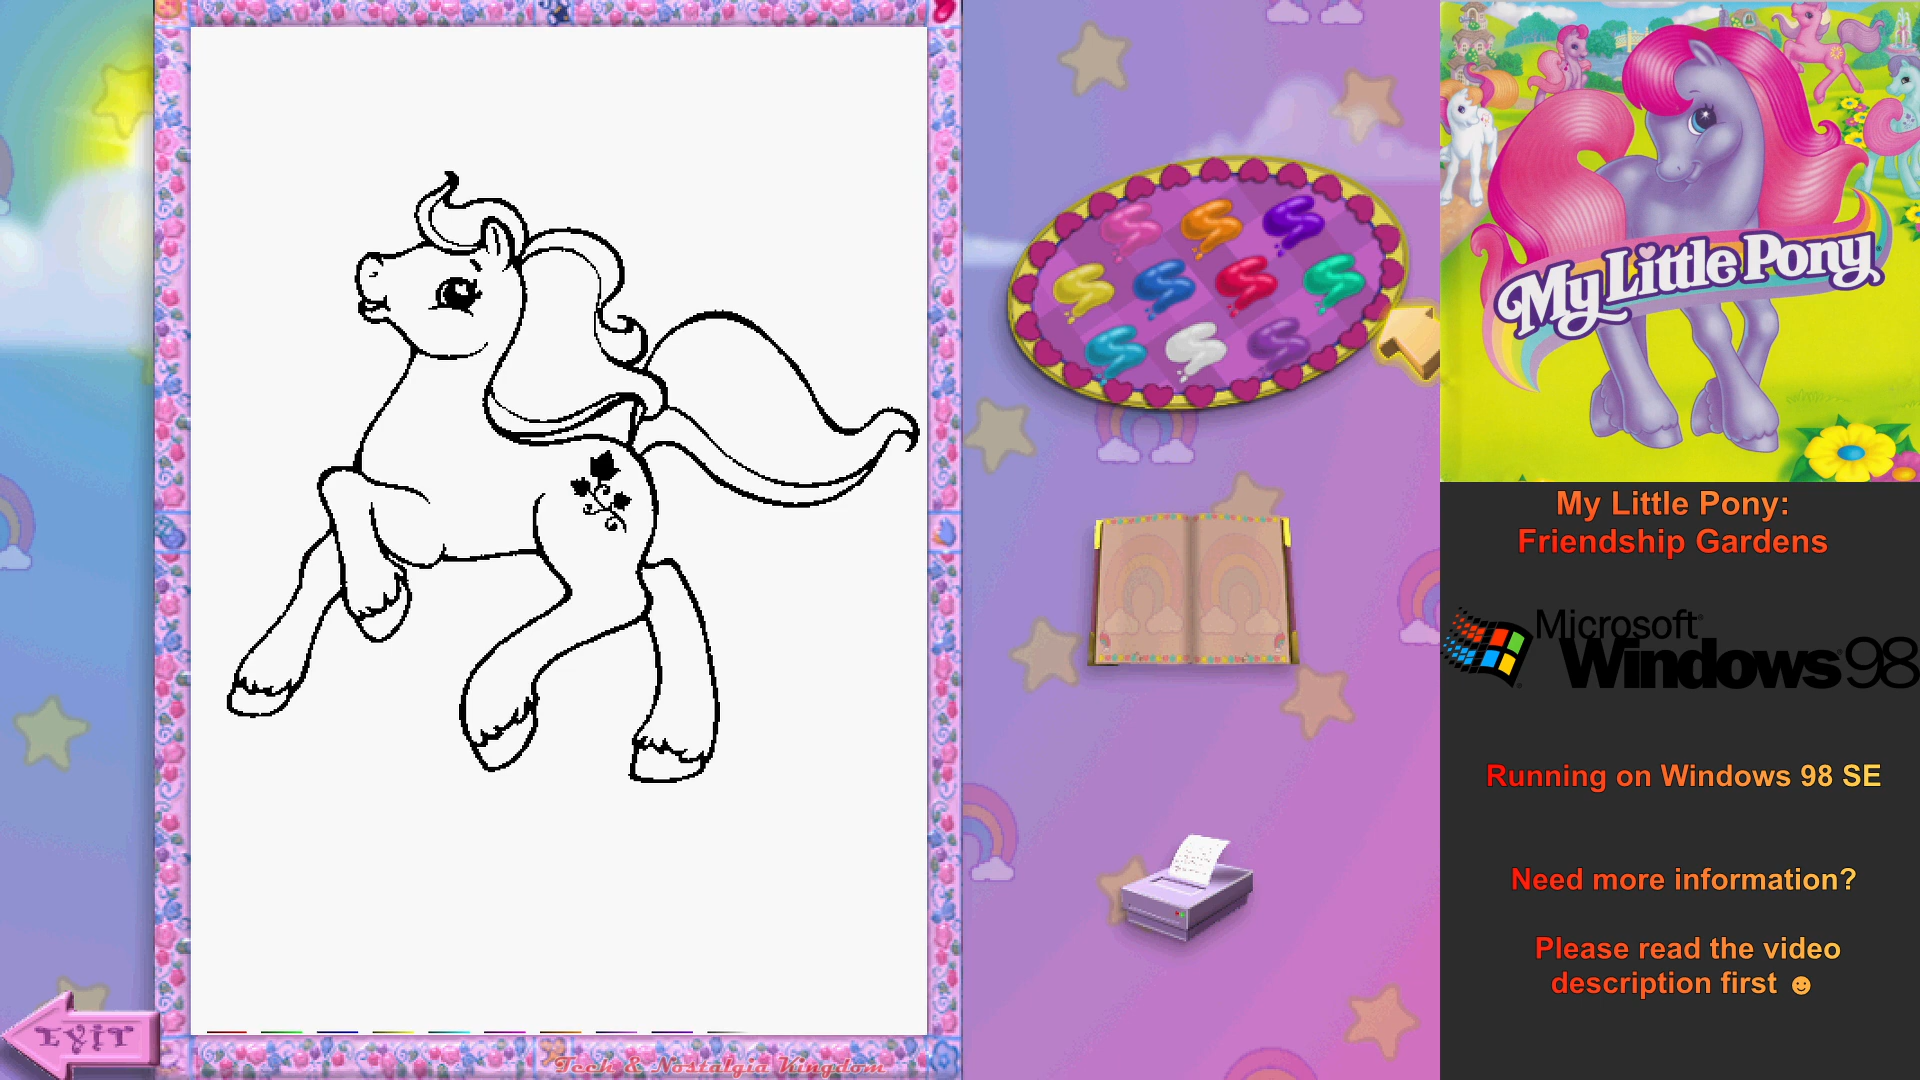 EXIT
Tech & Nostalgia Kingdom
My Little Pony
My Little Pony:
Friendship Gardens
Microsoft
Windows 98
Running on Windows 98 SE
Need more information?
Please read the video
description first ☻